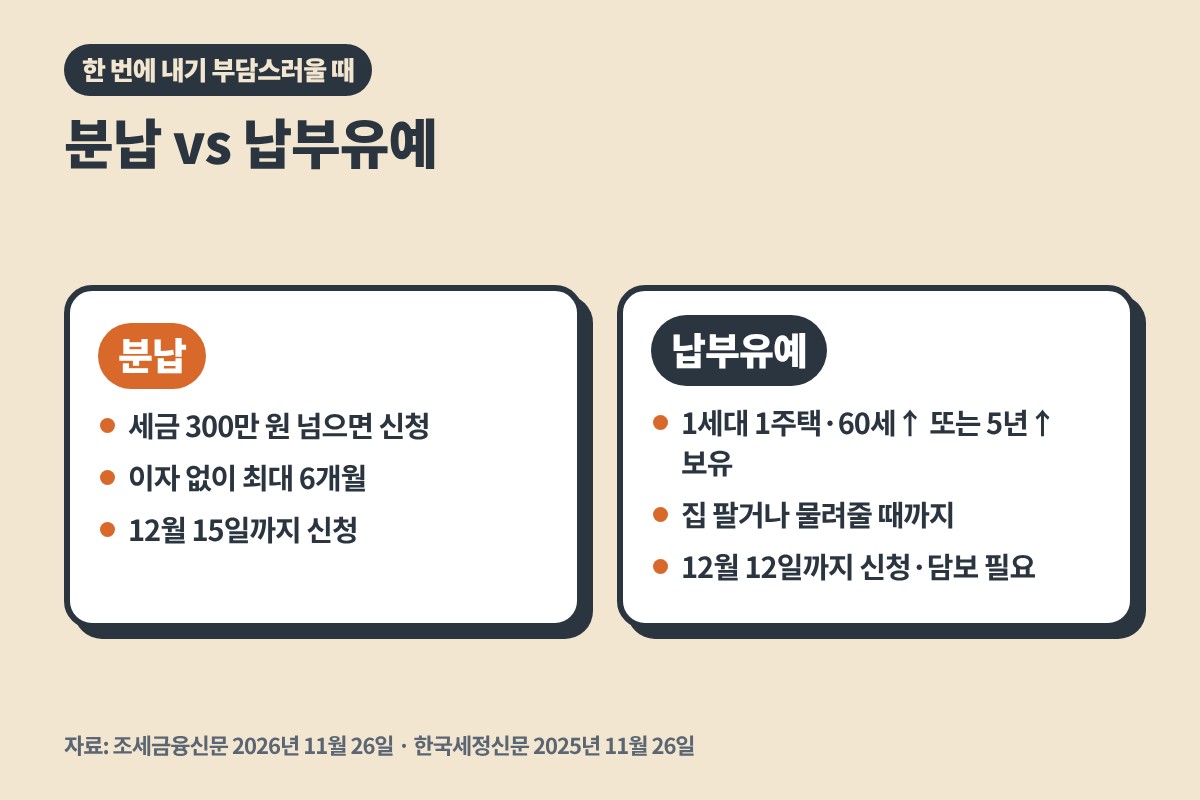 한 번에 내기 부담스러울 때
분납 vs 납부유예
분납
세금 300만 원 넘으면 신청
이자 없이 최대 6개월
12월 15일까지 신청
납부유예
1세대 1주택·60세↑ 또는 5년↑
보유
집 팔거나 물려줄 때까지
12월 12일까지 신청·담보 필요
자료: 조세금융신문 2026년 11월 26일 · 한국세정신문 2025년 11월 26일